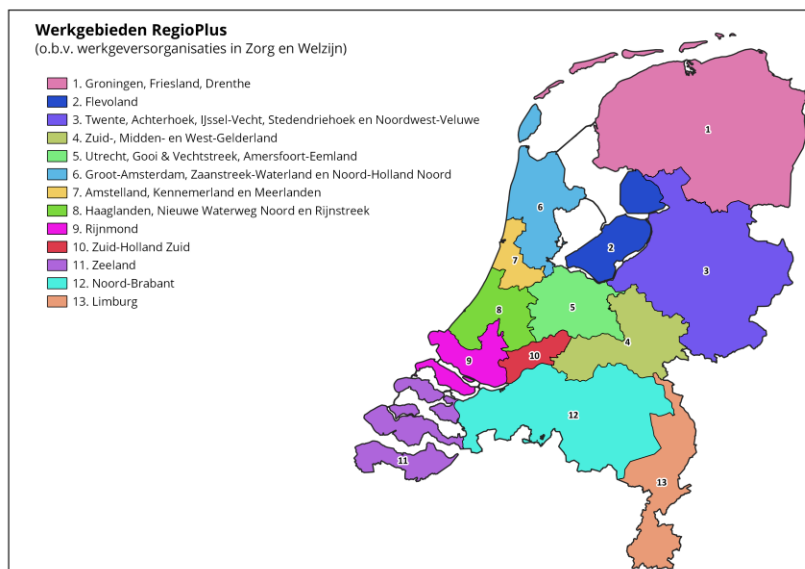 Werkgebieden RegioPlus
(o.b.v. werkgeversorganisaties in Zorg en Welzijn)
1. Groningen, Friesland, Drenthe
2. Flevoland
3. Twente, Achterhoek, IJssel-Vecht, Stedendriehoek en Noordwest-Veluwe
4. Zuid-, Midden- en West-Gelderland
5. Utrecht, Gooi & Vechtstreek, Amersfoort-Eemland
6. Groot-Amsterdam, Zaanstreek-Waterland en Noord-Holland Noord
7. Amstelland, Kennemerland en Meerlanden
8. Haaglanden, Nieuwe Waterweg Noord en Rijnstreek
9. Rijnmond
10. Zuid-Holland Zuid
11. Zeeland
12. Noord-Brabant
13. Limburg
1
6
2
7
3
5
8
4
10
9
12
11
13